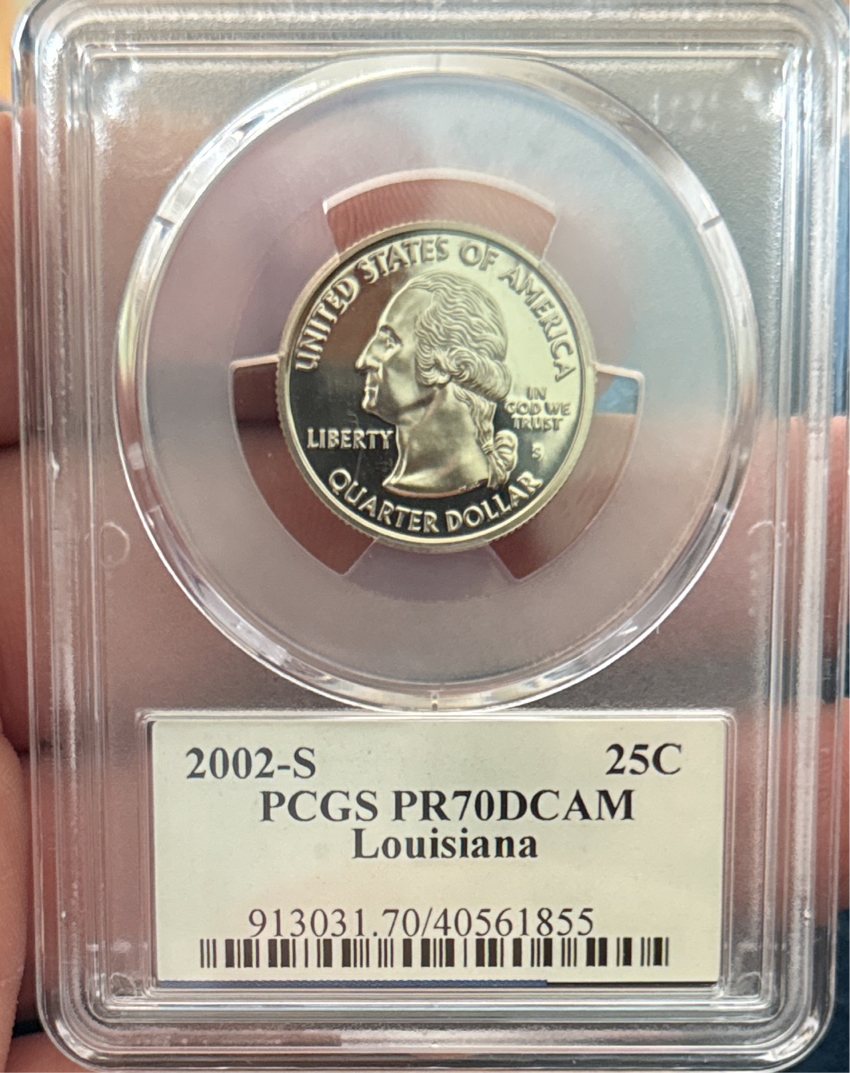 UNITED STATES OF AMERICA
IN
GOD WE
TRUST
LIBERTY
S
QUARTER DOLLAR
2002-S 25C
PCGS PR70DCAM
Louisiana
913031.70/40561855